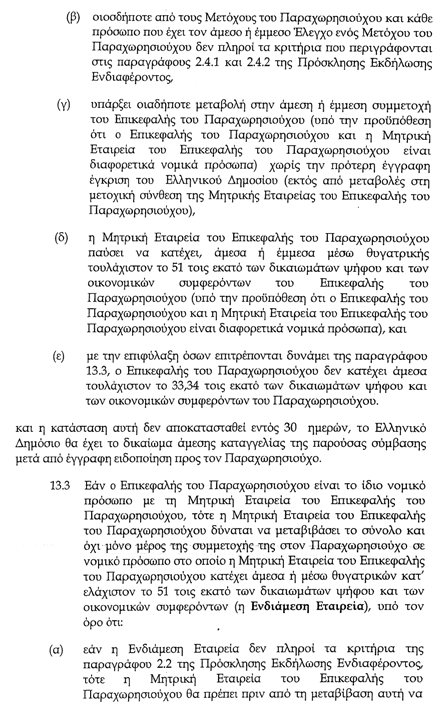 (β) οιοσδήποτε από τους Μετόχους του Παραχωρησιούχου και κάθε
πρόσωπο που έχει τον άμεσο ή έμμεσο Έλεγχο ενός Μετόχου του
Παραχωρησιούχου δεν πληροί τα κριτήρια που περιγράφονται
στις παραγράφους 2.4.1 και 2.4.2 της Πρόσκλησης Εκδήλωσης
Ενδιαφέροντος,
(γ) υπάρξει οιαδήποτε μεταβολή στην άμεση ή έμμεση συμμετοχή
του Επικεφαλής του Παραχωρησιούχου (υπό την προϋπόθεση
ότι ο Επικεφαλής του Παραχωρησιούχου και η Μητρική
Εταιρεία του Επικεφαλής του Παραχωρησιούχου είναι
διαφορετικά νομικά πρόσωπα) χωρίς την πρότερη έγγραφη
έγκριση του Ελληνικού Δημοσίου (εκτός από μεταβολές στη
μετοχική σύνθεση της Μητρικής Εταιρείας του Επικεφαλής του
Παραχωρησιούχου),
(δ) η Μητρική Εταιρεία του Επικεφαλής του Παραχωρησιούχου
παύσει να κατέχει, άμεσα ή έμμεσα μέσω θυγατρικής
τουλάχιστον το 51 τοις εκατό των δικαιωμάτων ψήφου και των
οικονομικών συμφερόντων του Επικεφαλής του
Παραχωρησιούχου (υπό την προϋπόθεση ότι ο Επικεφαλής του
Παραχωρησιούχου και η Μητρική Εταιρεία του Επικεφαλής του
Παραχωρησιούχου είναι διαφορετικά νομικά πρόσωπα), και
(ε) με την επιφύλαξη όσων επιτρέπονται δυνάμει της παραγράφου
13.3, ο Επικεφαλής του Παραχωρησιούχου δεν κατέχει άμεσα
τουλάχιστον το 33,34 τοις εκατό των δικαιωμάτων ψήφου και
των οικονομικών συμφερόντων του Παραχωρησιούχου.
και η κατάσταση αυτή δεν αποκατασταθεί εντός 30 ημερών, το Ελληνικό
Δημόσιο θα έχει το δικαίωμα άμεσης καταγγελίας της παρούσας σύμβασης
μετά από έγγραφη ειδοποίηση προς τον Παραχωρησιούχο.
13.3 Εάν ο Επικεφαλής του Παραχωρησιούχου είναι το ίδιο νομικό
πρόσωπο με τη Μητρική Εταιρεία του Επικεφαλής του
Παραχωρησιούχου, τότε η Μητρική Εταιρεία του Επικεφαλής
του Παραχωρησιούχου δύναται να μεταβιβάσει το σύνολο και
όχι μόνο μέρος της συμμετοχής της στον Παραχωρησιούχο σε
νομικό πρόσωπο στο οποίο η Μητρική Εταιρεία του Επικεφαλής
του Παραχωρησιούχου κατέχει άμεσα ή μέσω θυγατρικών κατ'
ελάχιστον το 51 τοις εκατό των δικαιωμάτων ψήφου και των
οικονομικών συμφερόντων (η Ενδιάμεση Εταιρεία), υπό τον
όρο ότι:
(α) εάν η Ενδιάμεση Εταιρεία δεν πληροί τα κριτήρια της
παραγράφου 2.2 της Πρόσκλησης Εκδήλωσης Ενδιαφέροντος,
τότε η Μητρική Εταιρεία του Επικεφαλής του
Παραχωρησιούχου θα πρέπει πριν από τη μεταβίβαση αυτή να